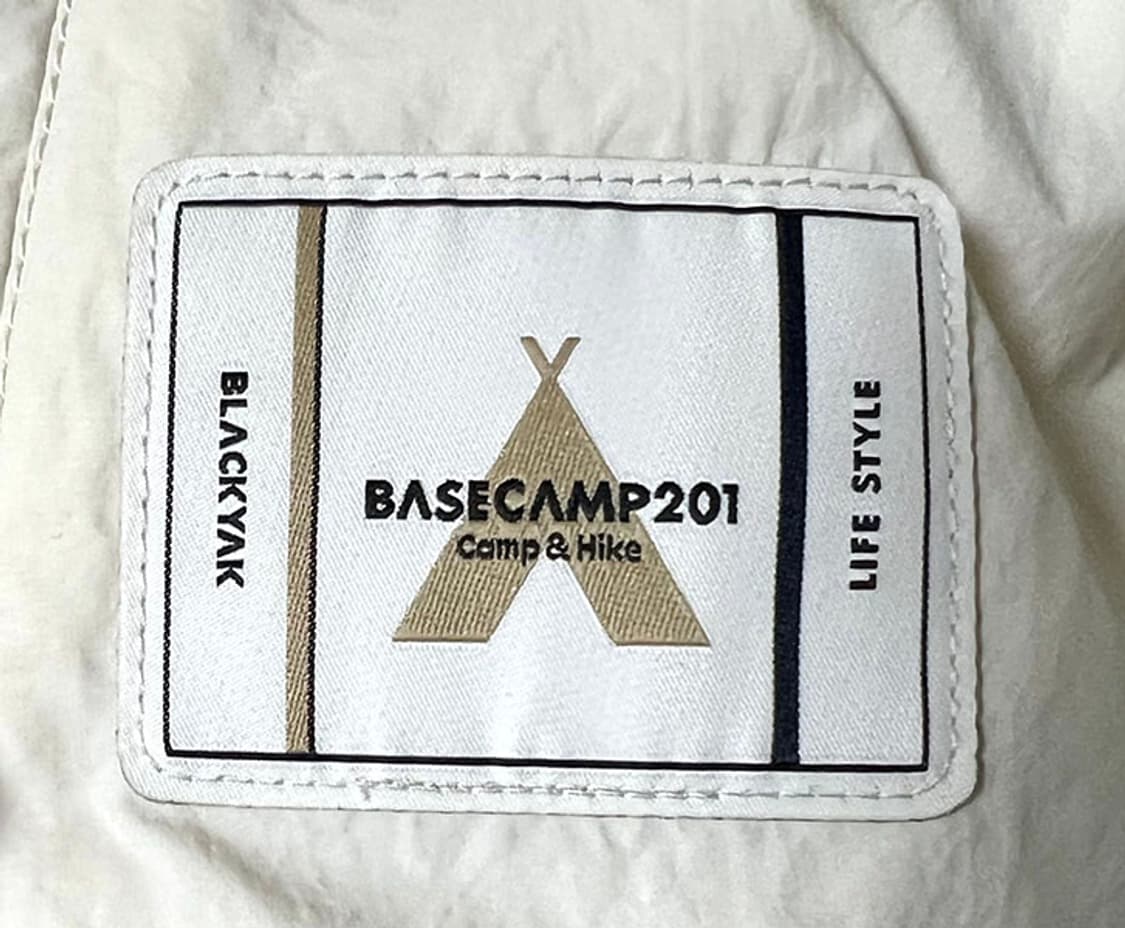 BLACKYAK
BASECAMP201
Camp & Hike
LIFE STYLE